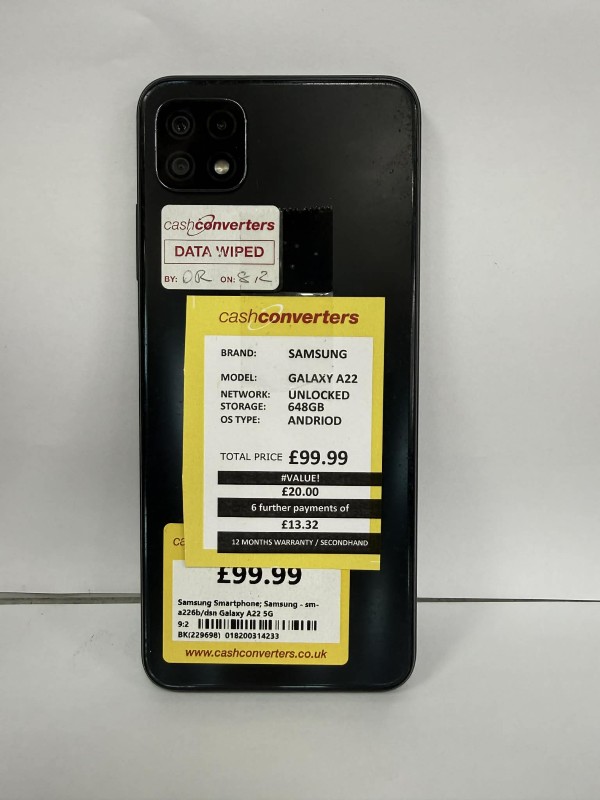 cashconverters
DATA WIPED
BY: OR ON: 8.12
cashconverters
BRAND: SAMSUNG
MODEL: GALAXY A22
NETWORK: UNLOCKED
STORAGE: 648GB
OS TYPE: ANDRIOD
TOTAL PRICE £99.99
#VALUE!
£20.00
6 further payments of
£13.32
12 MONTHS WARRANTY / SECONDHAND
£99.99
Samsung Smartphone; Samsung - sm-
a226b/dsn Galaxy A22 5G
9:2
BK(229698) 018200314233
www.cashconverters.co.uk